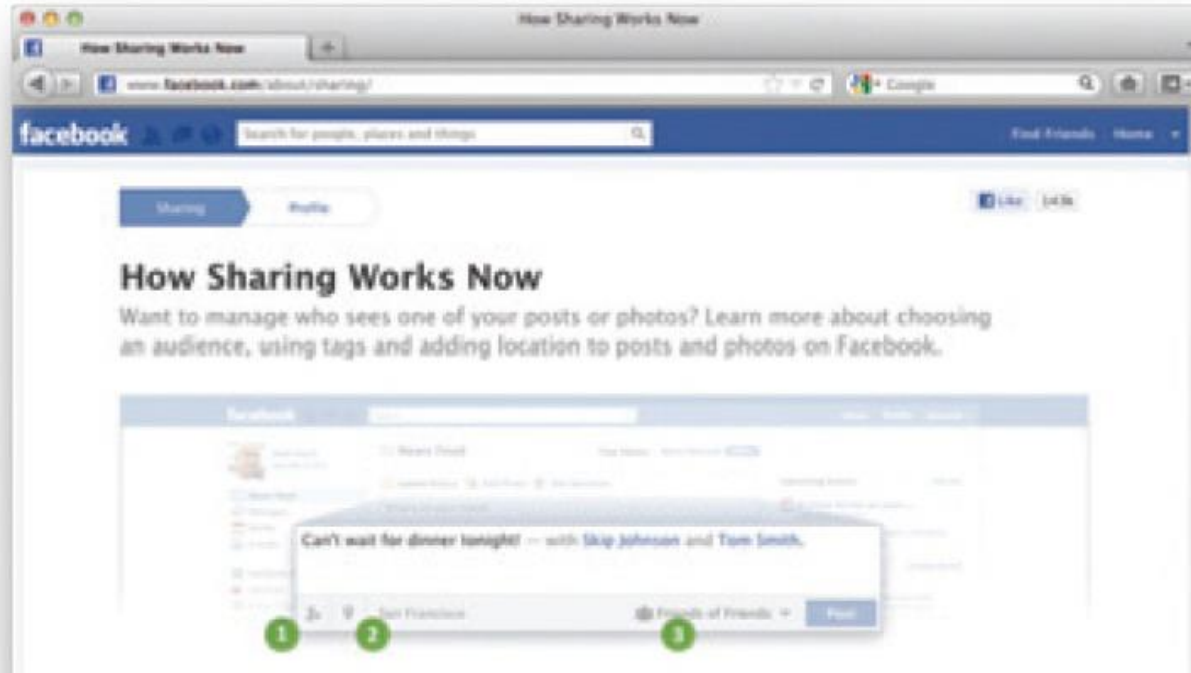 How Sharing Works Now
How Sharing Works Now
www.facebook.com/about/sharing/
Google
facebook
Search for people, places and things
Find Friends Home
Sharing Profile
Like 143k
How Sharing Works Now
Want to manage who sees one of your posts or photos? Learn more about choosing
an audience, using tags and adding location to posts and photos on Facebook.
facebook
News Feed
Can't wait for dinner tonight! — with Skip Johnson and Tom Smith.
San Francisco Friends of Friends Post
1 2 3